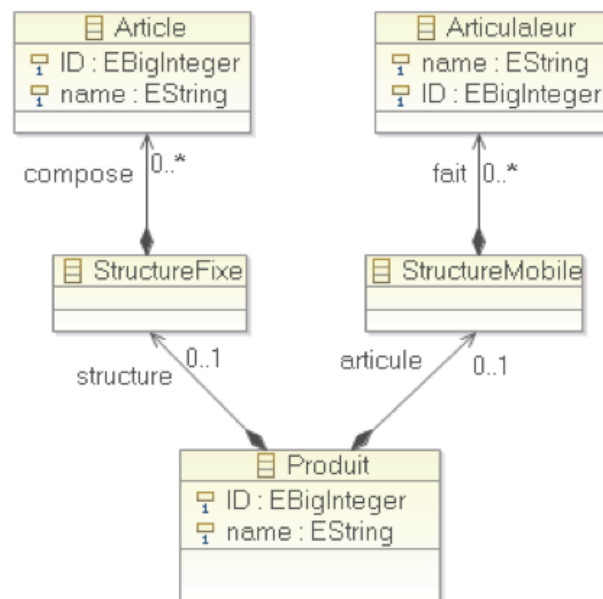 Article
ID : EBigInteger
name : EString
Articulaleur
name : EString
ID : EBigInteger
compose
0..*
fait
0..*
StructureFixe
StructureMobile
structure
0..1
articule
0..1
Produit
ID : EBigInteger
name : EString